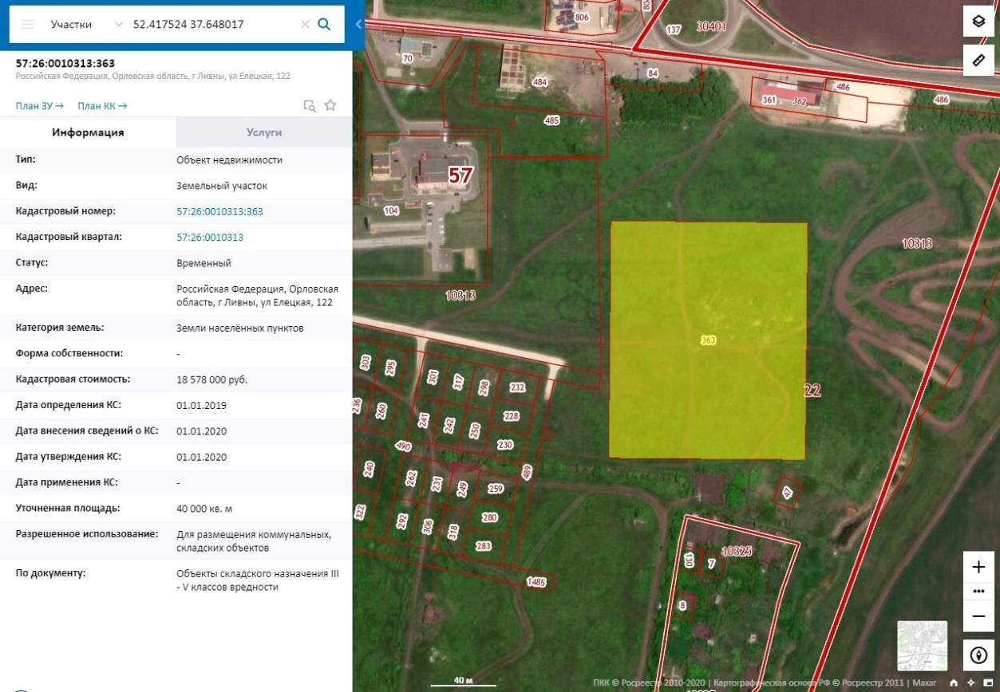 Участки
52.417524 37.648017
57:26:0010313:363
Российская Федерация, Орловская область, г Ливны, ул Елецкая, 122
План ЗУ→ План КК→
Информация
Услуги
Тип: Объект недвижимости
Вид: Земельный участок
Кадастровый номер: 57:26:0010313:363
Кадастровый квартал: 57:26:0010313
Статус: Временный
Адрес: Российская Федерация, Орловская
область, г Ливны, ул Елецкая, 122
Категория земель: Земли населённых пунктов
Форма собственности: -
Кадастровая стоимость: 18 578 000 руб.
Дата определения КС: 01.01.2019
Дата внесения сведений о КС: 01.01.2020
Дата утверждения КС: 01.01.2020
Дата применения КС: -
Уточненная площадь: 40 000 кв. м
Разрешенное использование: Для размещения коммунальных,
складских объектов
По документу: Объекты складского назначения III
- V классов вредности
806
137
30401
70
484
84
361
362
486
486
485
57
104
10313
10313
363
22
303
295
301
317
298
232
236
260
241
242
250
228
230
490
240
262
231
249
259
489
322
292
306
318
280
283
1485
47
10325
130
7
8
40 м
ПКК © Росреестр 2010-2020 | Картографическая основа РФ © Росреестр 2011 | Maxar